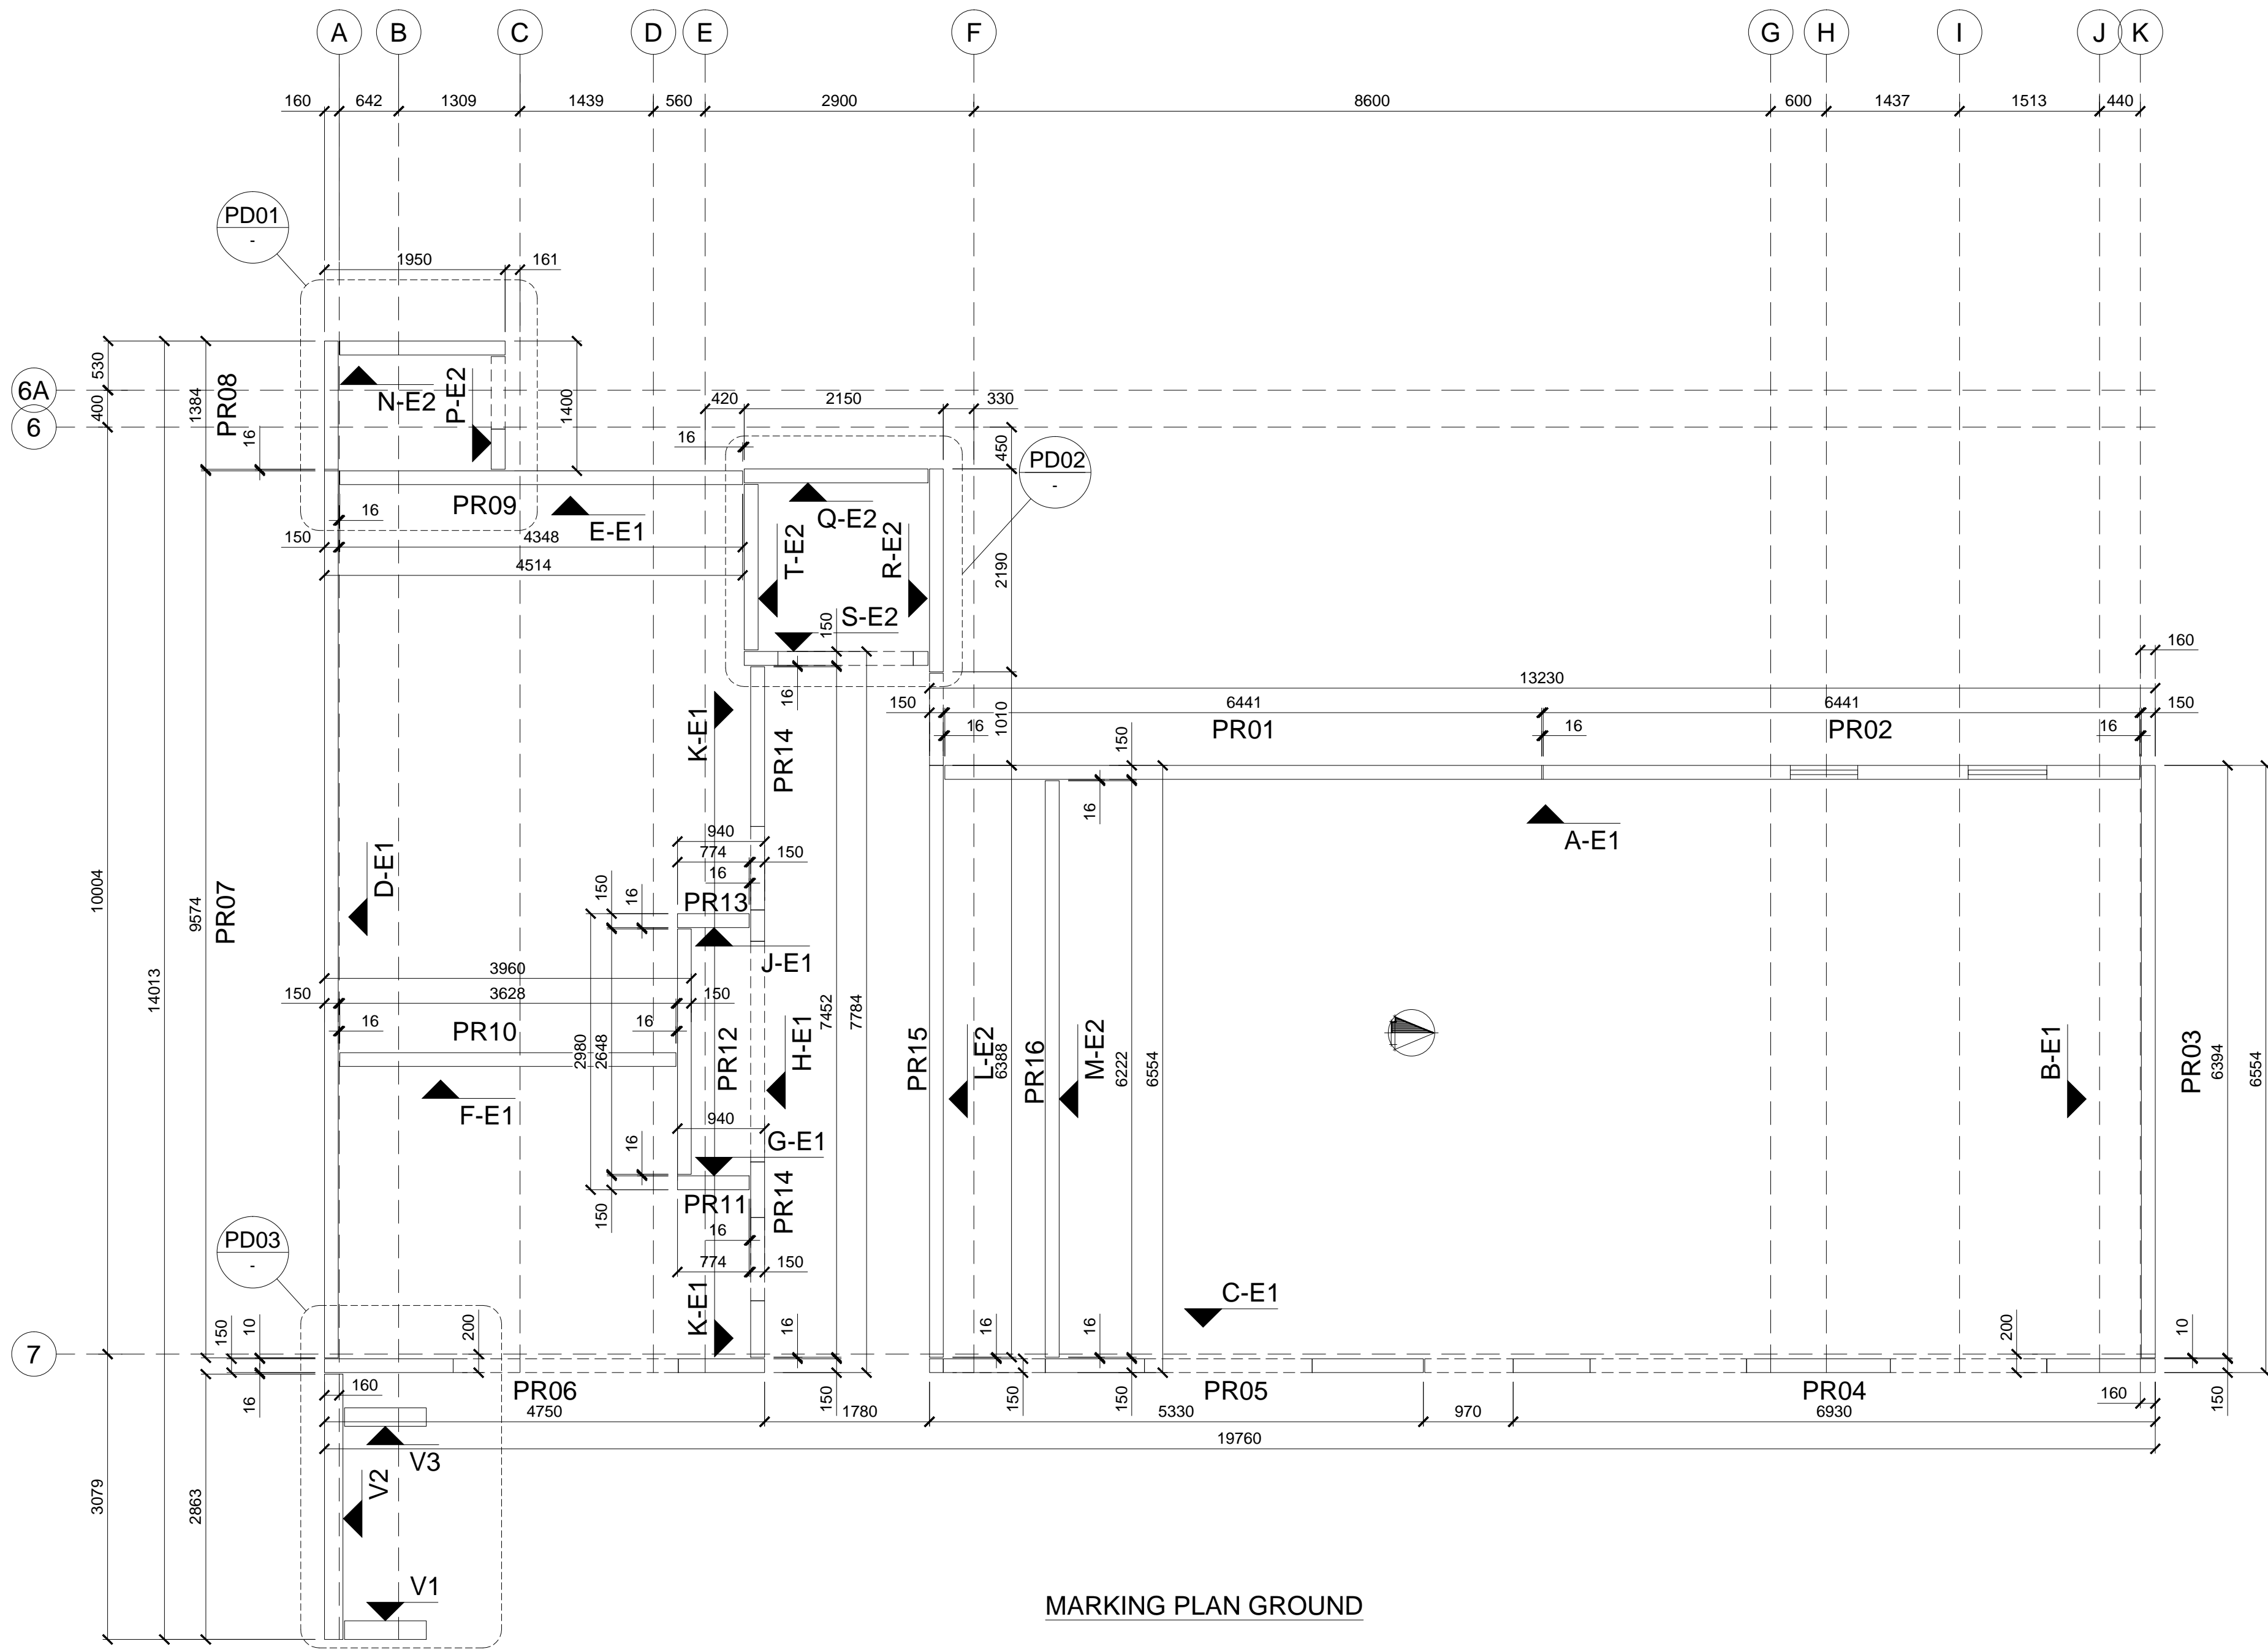 A B C D E F G H I J K
160 642 1309 1439 560 2900 8600 600 1437 1513 440
PD01
-
1950 161
530
6A
400
6
1384
PR08
16
N-E2
P-E2
1400
420 2150 330
16
450
PD02
-
PR09
16
E-E1
Q-E2
150 4348
4514
T-E2
R-E2
2190
S-E2
150
160
13230
150 6441 6441 150
16 PR01 16 PR02 16
1010
150
16
K-E1
PR14
16
A-E1
940
774 150
16
150
16
PR13
J-E1
D-E1
10004
9574
PR07
14013
3960
150 3628 150
16 PR10 16
2980
2648
PR12
H-E1
7452
7784
PR15
L-E2
6388
PR16
M-E2
6222
6554
B-E1
PR03
6394
6554
F-E1
940
G-E1
16
PR11
150
16
774 150
PR14
K-E1
PD03
-
C-E1
7
150
10
200
16
16
16
200
10
16
160
PR06
PR05
PR04
160
150
150
150
150
4750 1780 5330 970 6930
19760
V3
V2
V1
3079
2863
MARKING PLAN GROUND